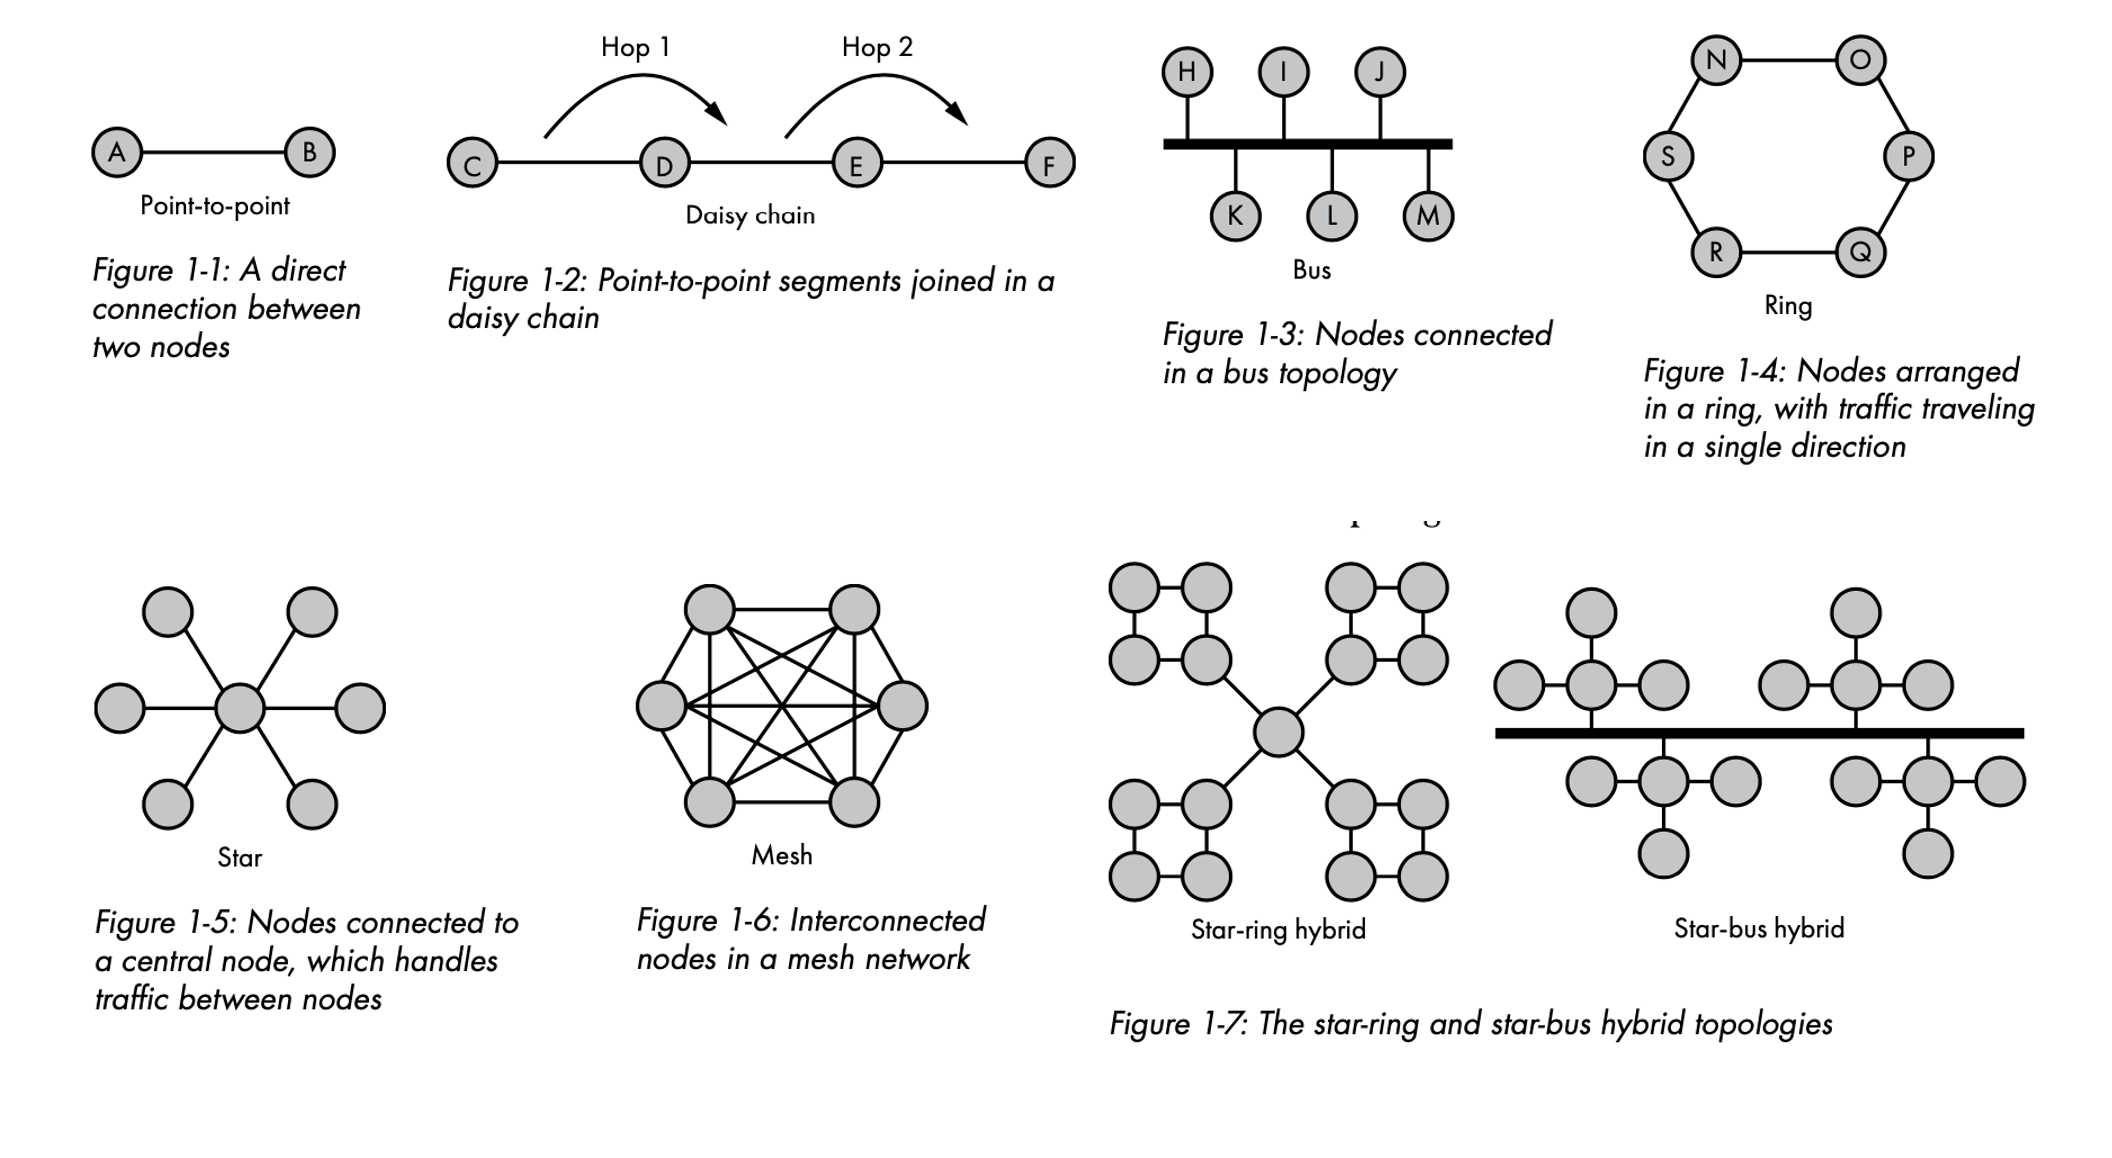 A
B
Point-to-point
Figure 1-1: A direct
connection between
two nodes
Hop 1
Hop 2
C
D
E
F
Daisy chain
Figure 1-2: Point-to-point segments joined in a
daisy chain
H
I
J
K
L
M
Bus
Figure 1-3: Nodes connected
in a bus topology
N
O
S
P
R
Q
Ring
Figure 1-4: Nodes arranged
in a ring, with traffic traveling
in a single direction
Star
Figure 1-5: Nodes connected to
a central node, which handles
traffic between nodes
Mesh
Figure 1-6: Interconnected
nodes in a mesh network
Star-ring hybrid
Star-bus hybrid
Figure 1-7: The star-ring and star-bus hybrid topologies